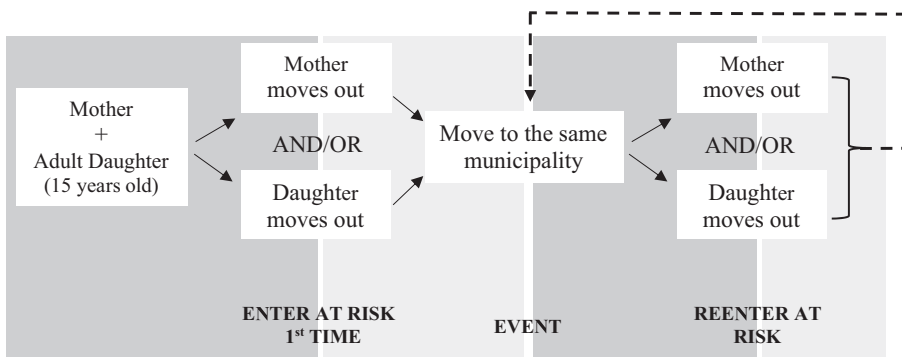 Mother
+
Adult Daughter
(15 years old)
Mother
moves out
AND/OR
Daughter
moves out
Move to the same
municipality
Mother
moves out
AND/OR
Daughter
moves out
ENTER AT RISK
1st TIME
EVENT
REENTER AT
RISK